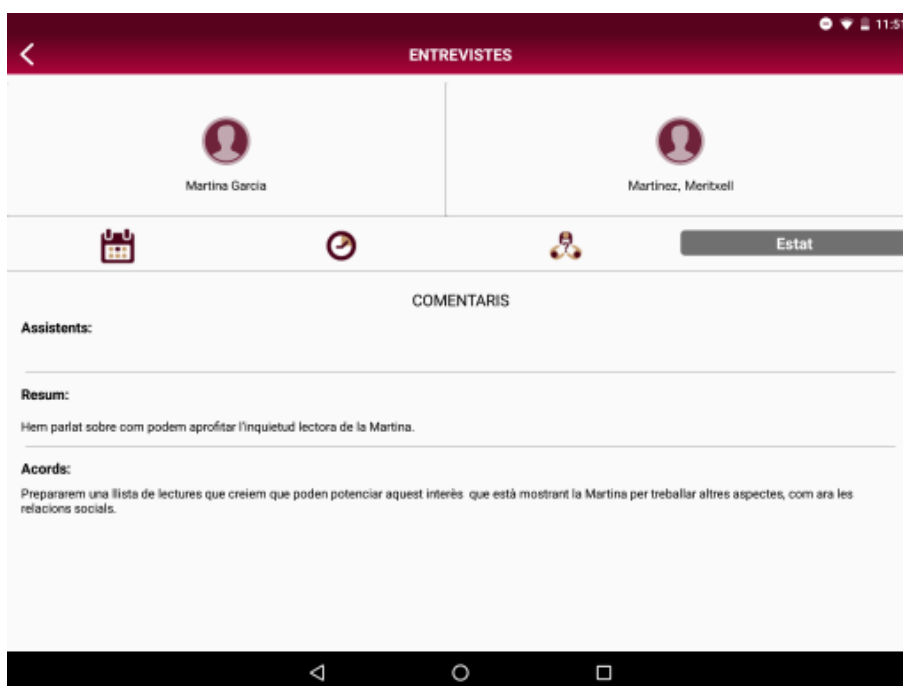 11:51
ENTREVISTES
Martina Garcia
Martinez, Meritxell
Estat
COMENTARIS
Assistents:
Resum:
Hem parlat sobre com podem aprofitar l'inquietud lectora de la Martina.
Acords:
Prepararem una llista de lectures que creiem que poden potenciar aquest interès que està mostrant la Martina per treballar altres aspectes, com ara les
relacions socials.